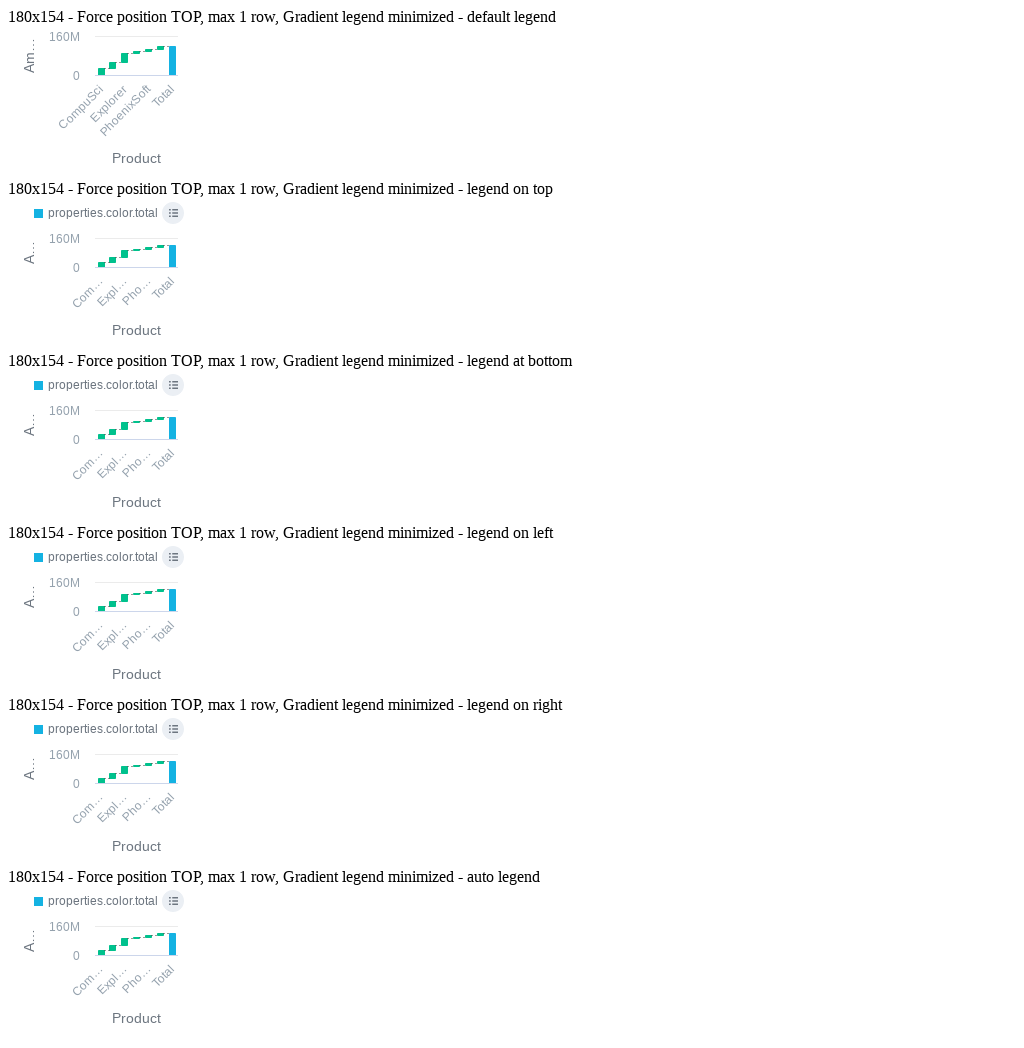 180x154 - Force position TOP, max 1 row, Gradient legend minimized - default legend
160M
Am…
0
CompuSci
Explorer
PhoenixSoft
Total
Product
180x154 - Force position TOP, max 1 row, Gradient legend minimized - legend on top
properties.color.total
160M
A…
0
Com…
Expl…
Pho…
Total
Product
180x154 - Force position TOP, max 1 row, Gradient legend minimized - legend at bottom
properties.color.total
160M
A…
0
Com…
Expl…
Pho…
Total
Product
180x154 - Force position TOP, max 1 row, Gradient legend minimized - legend on left
properties.color.total
160M
A…
0
Com…
Expl…
Pho…
Total
Product
180x154 - Force position TOP, max 1 row, Gradient legend minimized - legend on right
properties.color.total
160M
A…
0
Com…
Expl…
Pho…
Total
Product
180x154 - Force position TOP, max 1 row, Gradient legend minimized - auto legend
properties.color.total
160M
A…
0
Com…
Expl…
Pho…
Total
Product